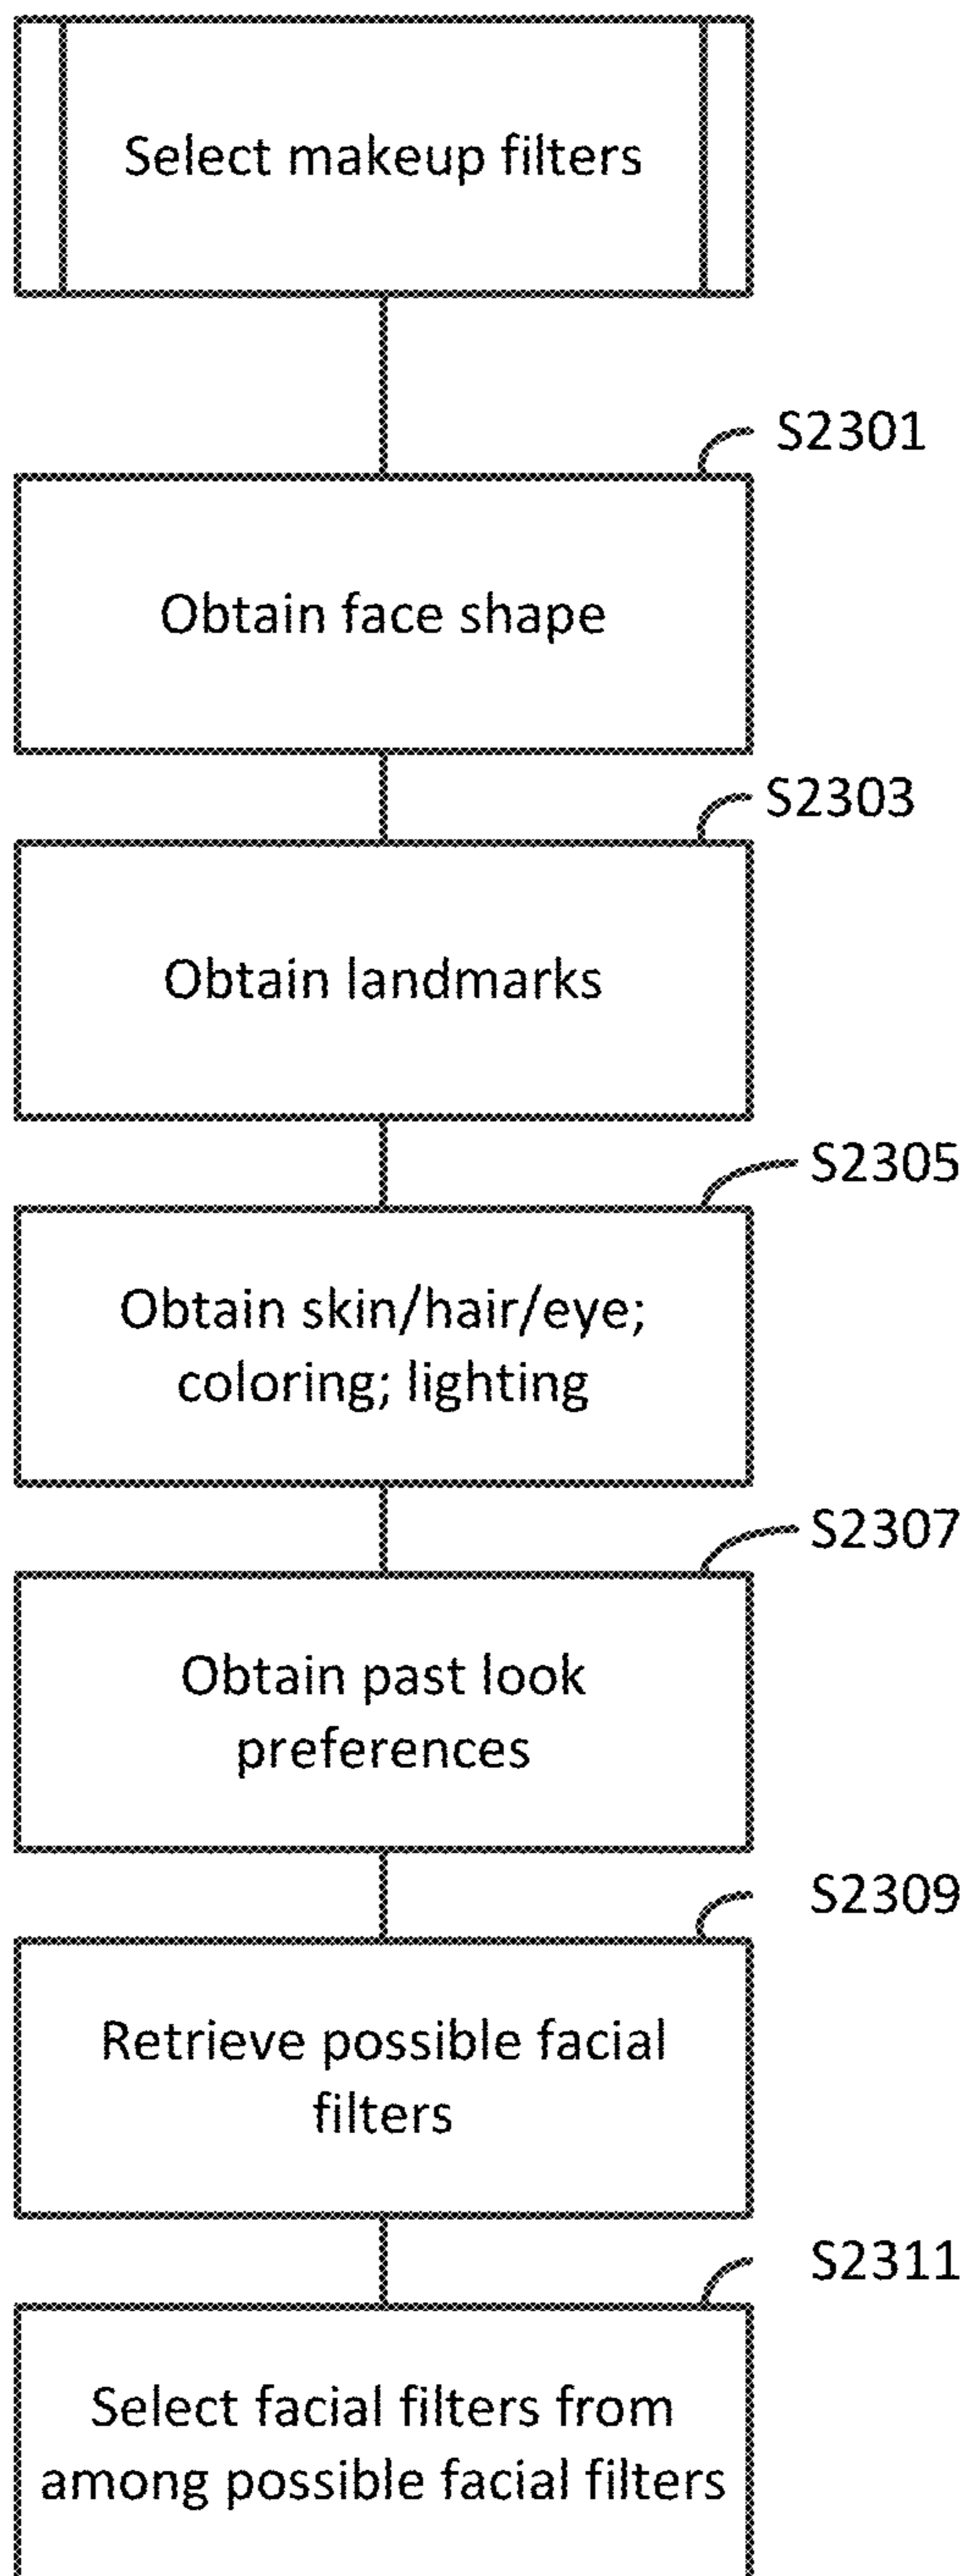 Select makeup filters
S2301
Obtain face shape
S2303
Obtain landmarks
S2305
Obtain skin/hair/eye;
coloring; lighting
S2307
Obtain past look
preferences
S2309
Retrieve possible facial
filters
S2311
Select facial filters from
among possible facial filters